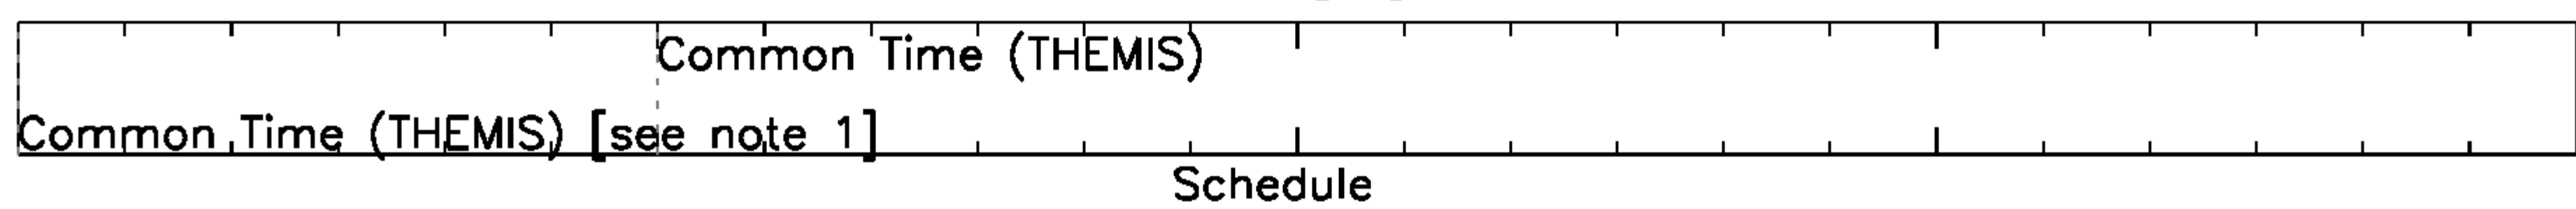 Common Time (THEMIS)
Common Time (THEMIS) [see note 1]
Schedule